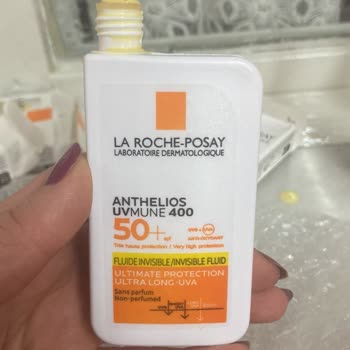 LA ROCHE-POSAY
LABORATOIRE DERMATOLOGIQUE
ANTHELIOS
UVMUNE 400
50+
Très haute protection / Very high protection
FLUIDE INVISIBLE/INVISIBLE FLUID
ULTIMATE PROTECTION
ULTRA LONG-UVA
Sans parfum
Non-perfumed